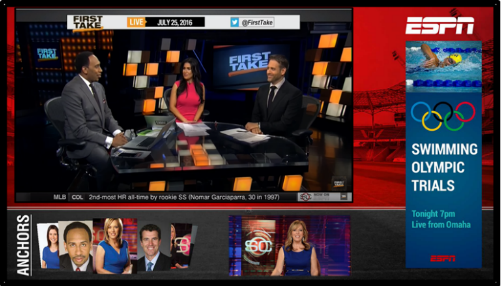 FIRST
TAKE
LIVE JULY 25, 2016
@FirstTake
FIRST
TAKE
FIRST
TAKE
MLB COL 2nd-most HR all-time by rookie SS (Nomar Garciaparra, 30 in 1997)
ESPN
SWIMMING
OLYMPIC
TRIALS
Tonight 7pm
Live from Omaha
ESPN
ANCHORS
SC